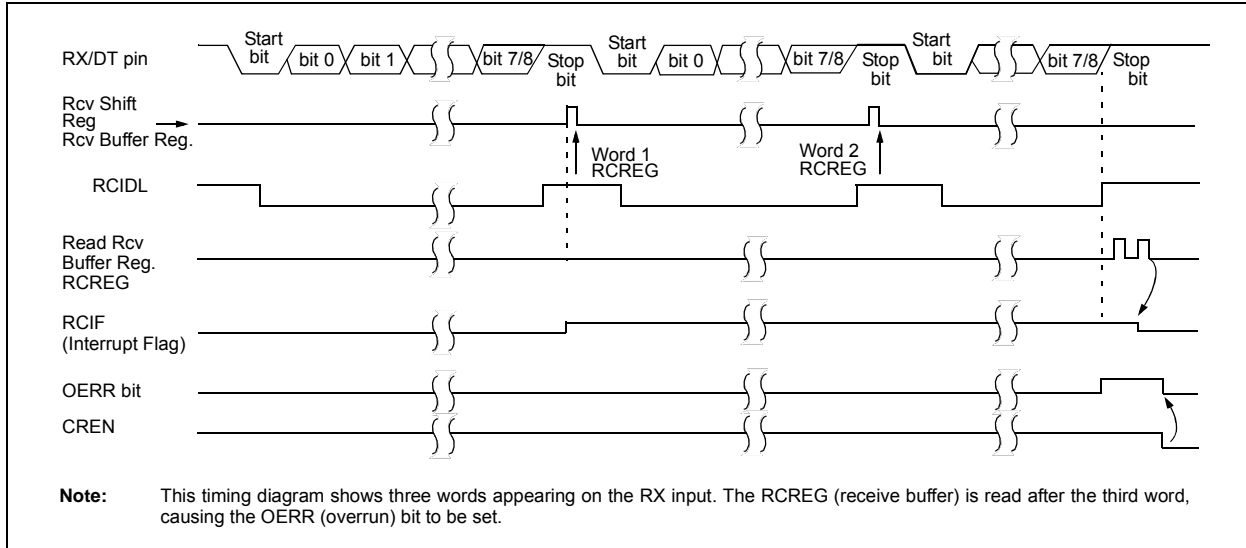 RX/DT pin
Start
bit
bit 0
bit 1
bit 7/8
Stop
bit
Start
bit
bit 0
bit 7/8
Stop
bit
Start
bit
bit 7/8
Stop
bit
Rcv Shift
Reg
Rcv Buffer Reg.
Word 1
RCREG
Word 2
RCREG
RCIDL
Read Rcv
Buffer Reg.
RCREG
RCIF
(Interrupt Flag)
OERR bit
CREN
Note: This timing diagram shows three words appearing on the RX input. The RCREG (receive buffer) is read after the third word,
causing the OERR (overrun) bit to be set.